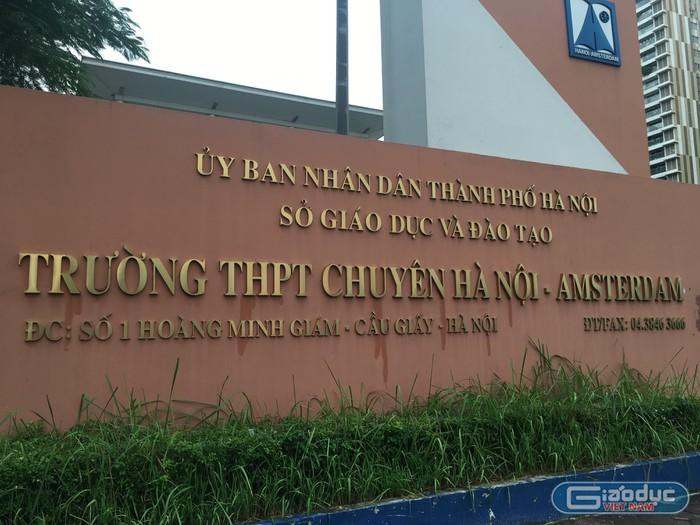 HANOI-AMSTERDAM
ỦY BAN NHÂN DÂN THÀNH PHỐ HÀ NỘI
SỞ GIÁO DỤC VÀ ĐÀO TẠO
TRƯỜNG THPT CHUYÊN HÀ NỘI - AMSTERDAM
ĐC: SỐ 1 HOÀNG MINH GIÁM - CẦU GIẤY - HÀ NỘI ĐT/FAX: 04.3846 3666
Giáo dục
VIỆT NAM